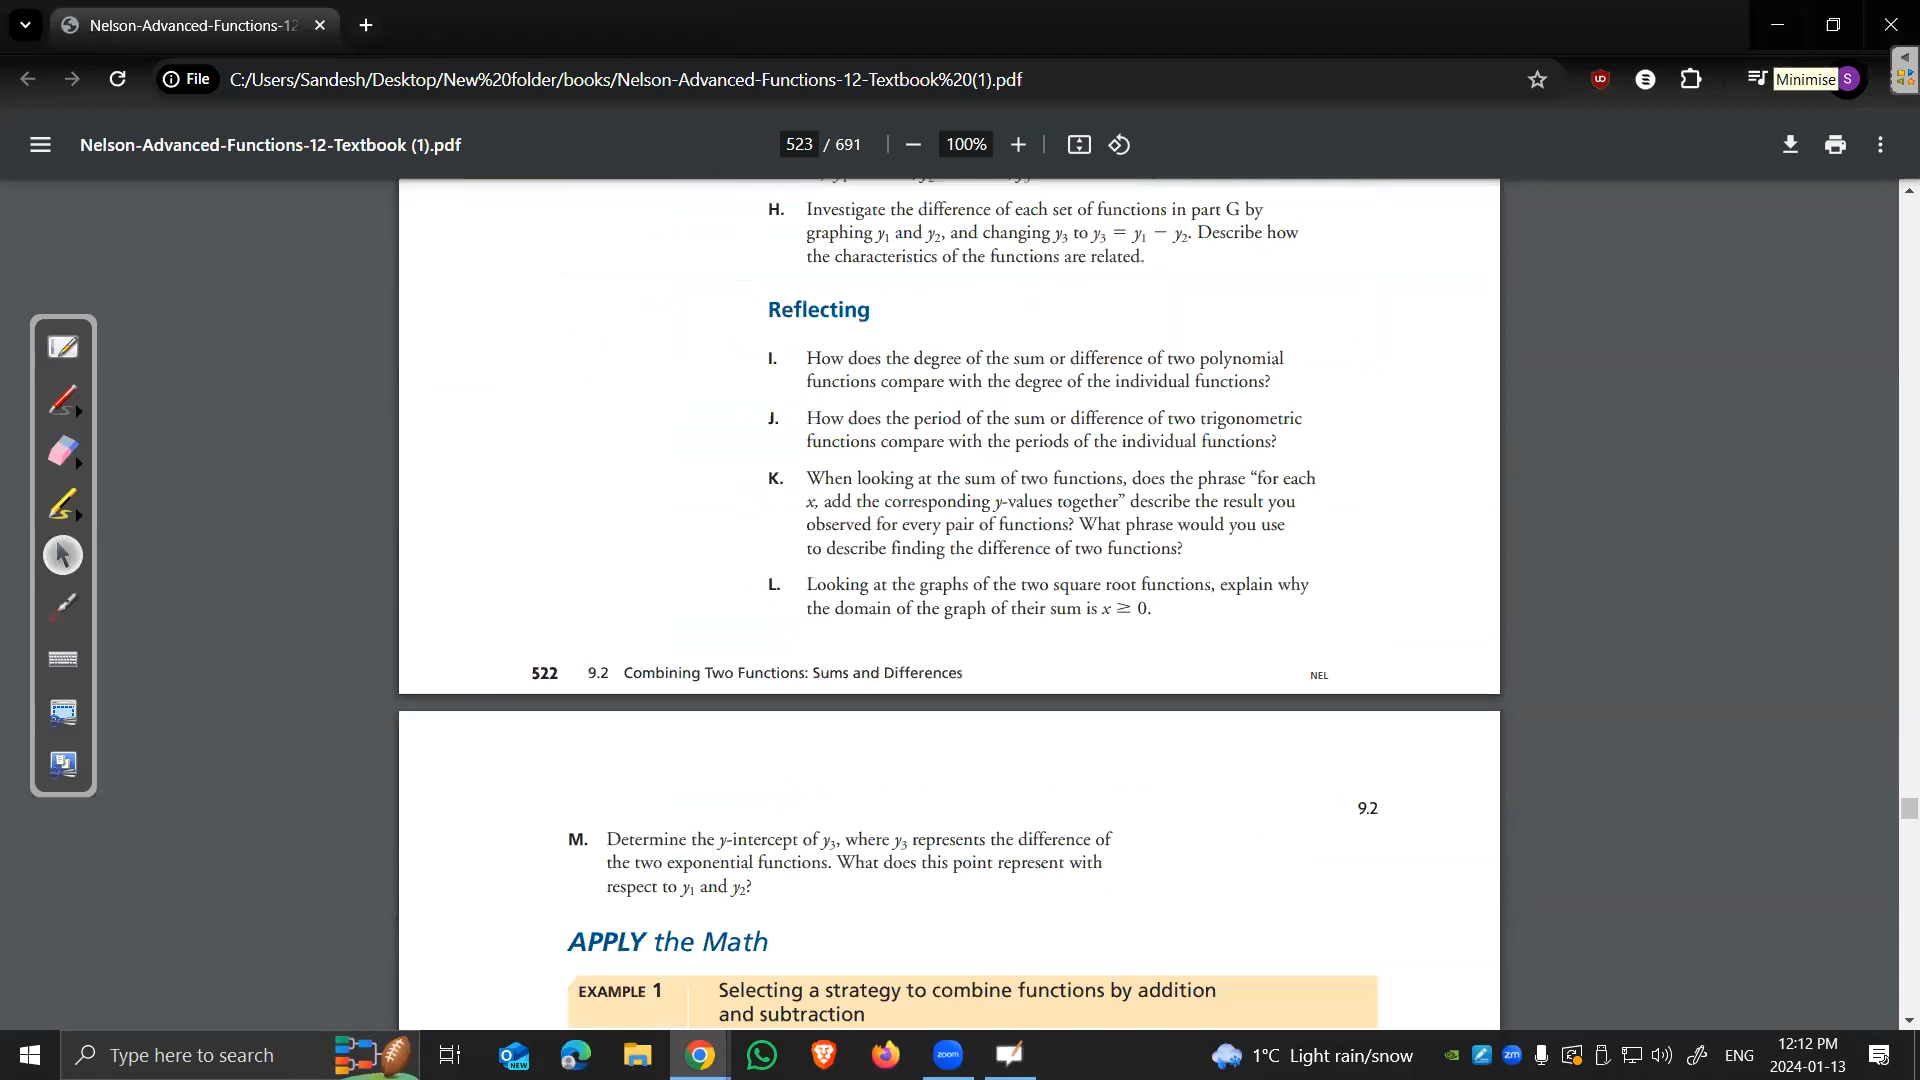 Nelson-Advanced-Functions-12
File
C:/Users/Sandesh/Desktop/New%20folder/books/Nelson-Advanced-Functions-12-Textbook%20(1).pdf
Minimise
S
Nelson-Advanced-Functions-12-Textbook (1).pdf
523 / 691
100%
H. Investigate the difference of each set of functions in part G by
graphing y1 and y2, and changing y3 to y3 = y1 − y2. Describe how
the characteristics of the functions are related.
Reflecting
I. How does the degree of the sum or difference of two polynomial
functions compare with the degree of the individual functions?
J. How does the period of the sum or difference of two trigonometric
functions compare with the periods of the individual functions?
K. When looking at the sum of two functions, does the phrase “for each
x, add the corresponding y-values together” describe the result you
observed for every pair of functions? What phrase would you use
to describe finding the difference of two functions?
L. Looking at the graphs of the two square root functions, explain why
the domain of the graph of their sum is x ≥ 0.
522 9.2 Combining Two Functions: Sums and Differences
NEL
9.2
M. Determine the y-intercept of y3, where y3 represents the difference of
the two exponential functions. What does this point represent with
respect to y1 and y2?
APPLY the Math
EXAMPLE 1 Selecting a strategy to combine functions by addition
and subtraction
Type here to search
NEW
zoom
1°C Light rain/snow
zm
ENG
12:12 PM
2024-01-13